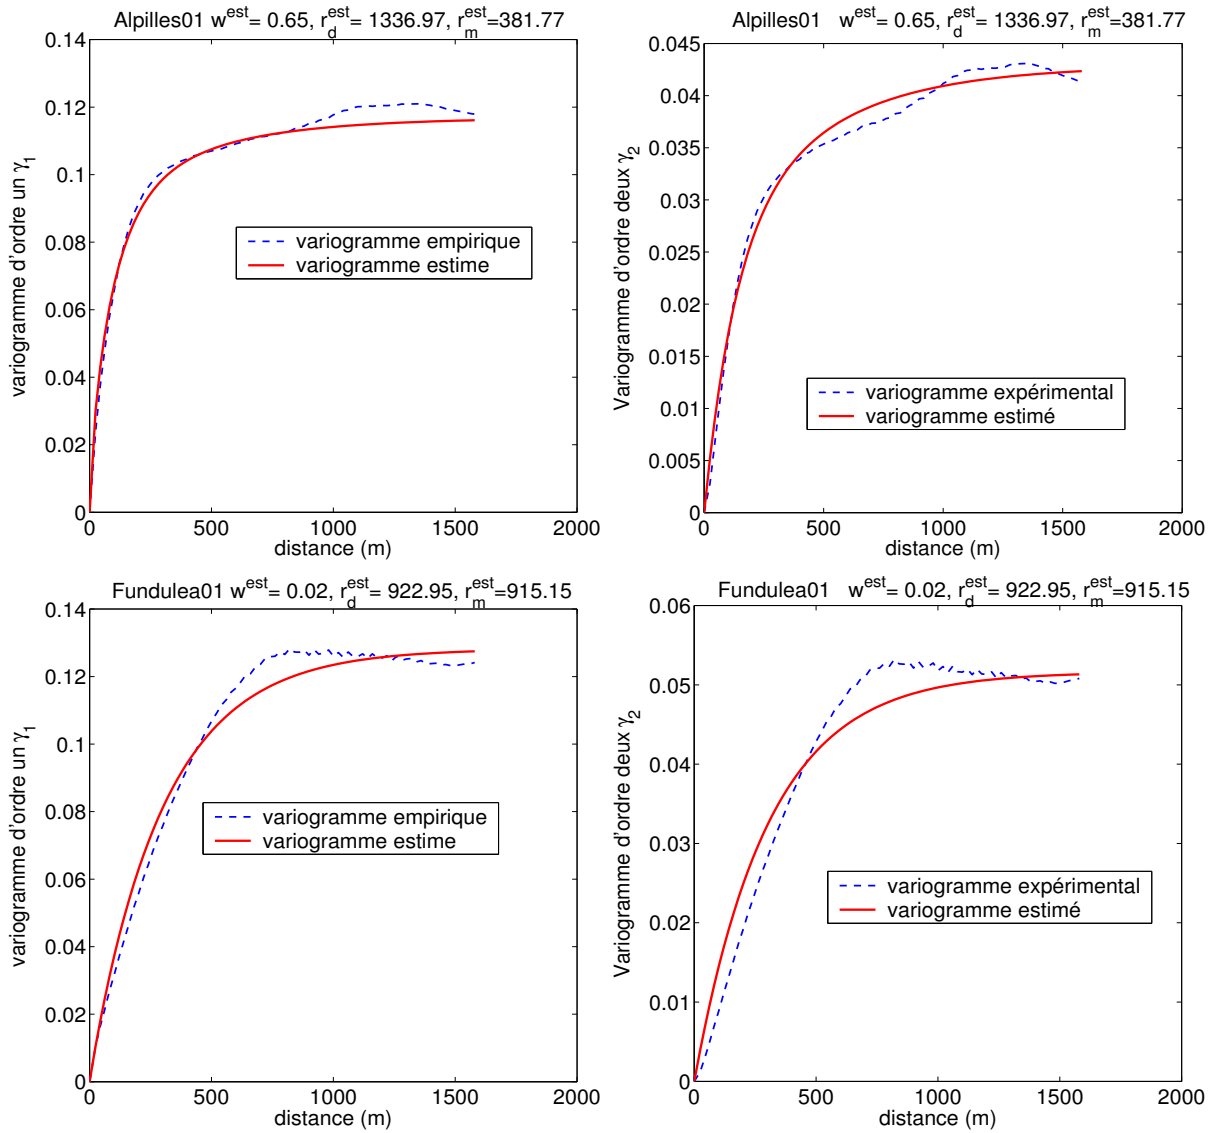 Alpilles01 w^est= 0.65, r_d^est= 1336.97, r_m^est=381.77
0.14
0.12
0.1
0.08
0.06
0.04
0.02
0
variogramme d'ordre un γ_1
variogramme empirique
variogramme estime
0 500 1000 1500 2000
distance (m)
Alpilles01 w^est= 0.65, r_d^est= 1336.97, r_m^est=381.77
0.045
0.04
0.035
0.03
0.025
0.02
0.015
0.01
0.005
0
Variogramme d'ordre deux γ_2
variogramme expérimental
variogramme estimé
0 500 1000 1500 2000
distance (m)
Fundulea01 w^est= 0.02, r_d^est= 922.95, r_m^est=915.15
0.14
0.12
0.1
0.08
0.06
0.04
0.02
0
variogramme d'ordre un γ_1
variogramme empirique
variogramme estime
0 500 1000 1500 2000
distance (m)
Fundulea01 w^est= 0.02, r_d^est= 922.95, r_m^est=915.15
0.06
0.05
0.04
0.03
0.02
0.01
0
Variogramme d'ordre deux γ_2
variogramme expérimental
variogramme estimé
0 500 1000 1500 2000
distance (m)